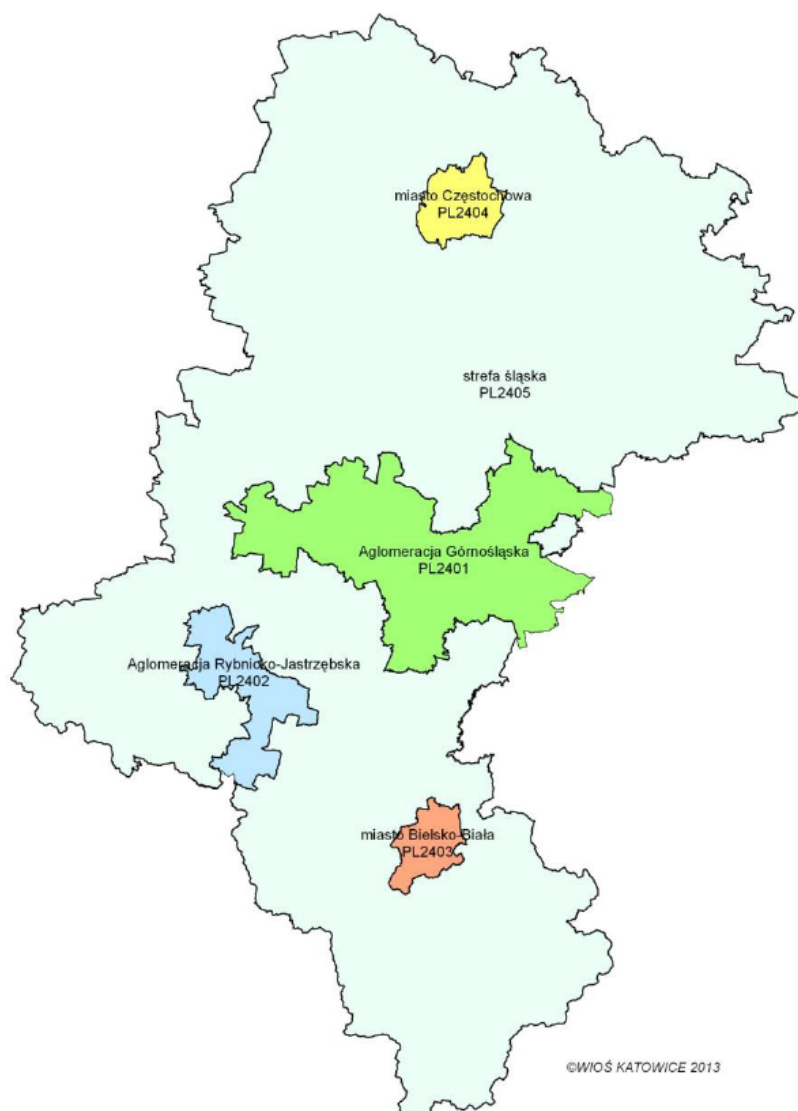 miasto Częstochowa
PL2404
strefa śląska
PL2405
Aglomeracja Górnośląska
PL2401
Aglomeracja Rybnicko-Jastrzębska
PL2402
miasto Bielsko-Biała
PL2403
©WIOŚ KATOWICE 2013